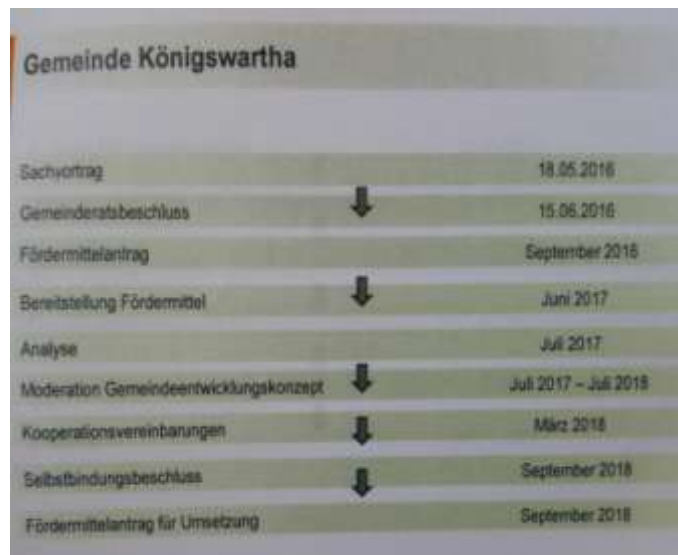 Gemeinde Königswartha
Sachvortrag 18.05.2016
Gemeinderatsbeschluss 15.06.2016
Fördermittelantrag September 2016
Bereitstellung Fördermittel Juni 2017
Analyse Juli 2017
Moderation Gemeindeentwicklungskonzept Juli 2017 – Juli 2018
Kooperationsvereinbarungen März 2018
Selbstbindungsbeschluss September 2018
Fördermittelantrag für Umsetzung September 2018